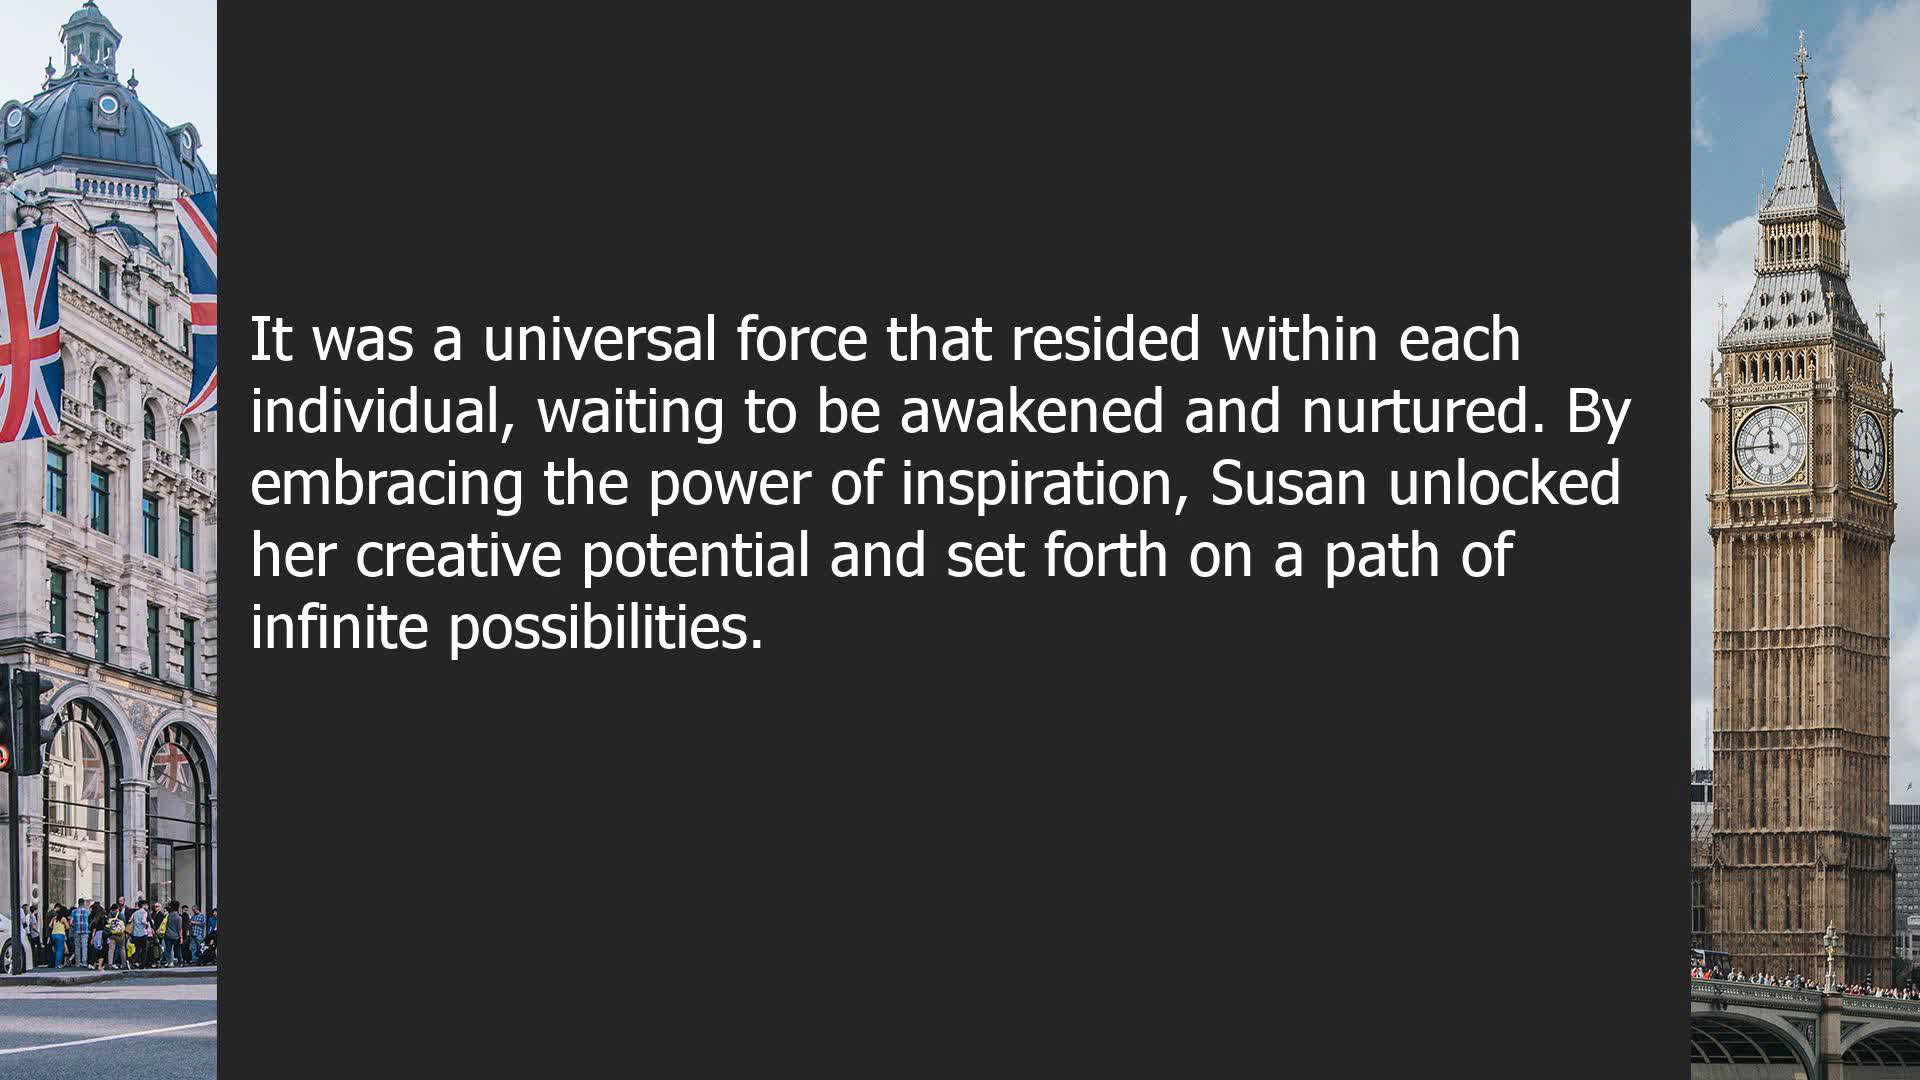 It was a universal force that resided within each
individual, waiting to be awakened and nurtured. By
embracing the power of inspiration, Susan unlocked
her creative potential and set forth on a path of
infinite possibilities.